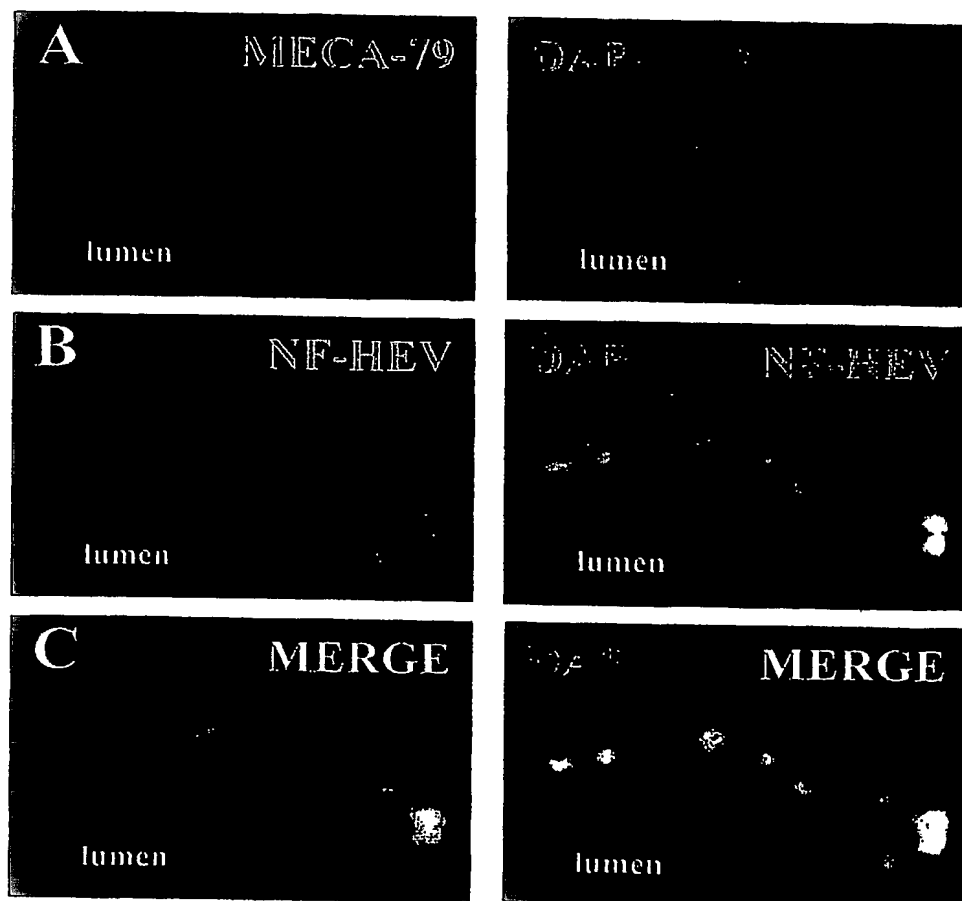 A MECA-79
lumen
lumen
B NF-HEV
NF-HEV
lumen
lumen
C MERGE
MERGE
lumen
lumen